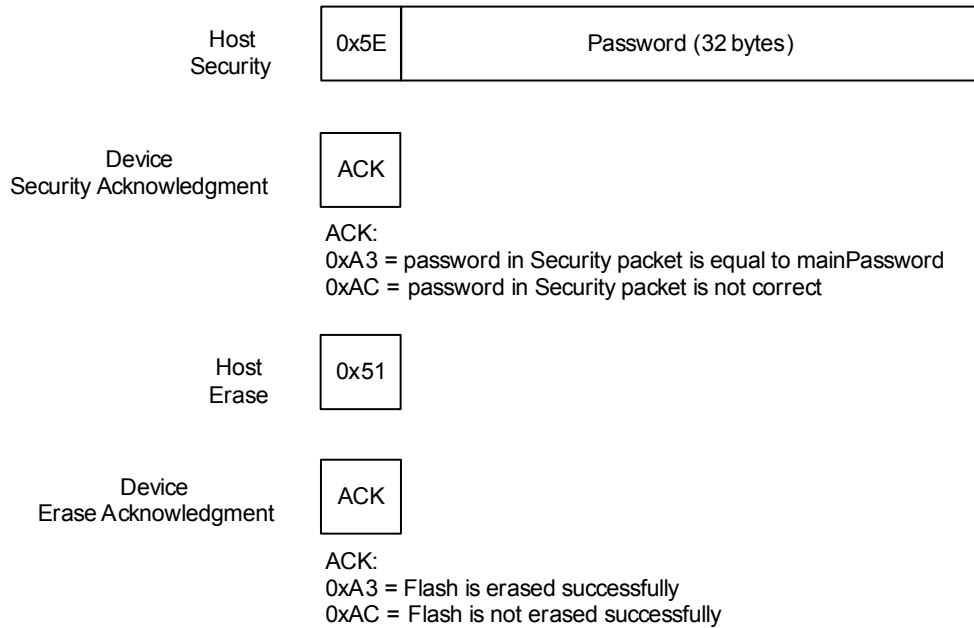 Host
Security
0x5E
Password (32 bytes)
Device
Security Acknowledgment
ACK
ACK:
0xA3 = password in Security packet is equal to mainPassword
0xAC = password in Security packet is not correct
Host
Erase
0x51
Device
Erase Acknowledgment
ACK
ACK:
0xA3 = Flash is erased successfully
0xAC = Flash is not erased successfully